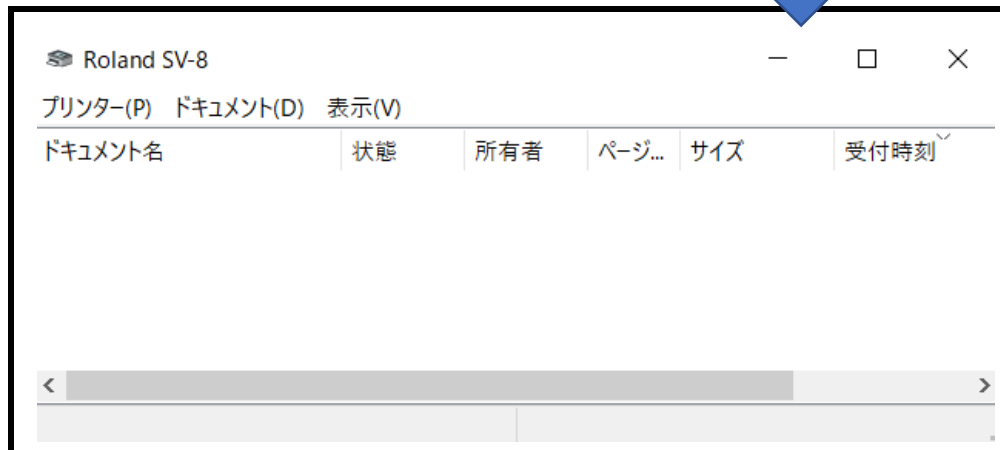 Roland SV-8
プリンター(P) ドキュメント(D) 表示(V)
ドキュメント名 状態 所有者 ページ... サイズ 受付時刻